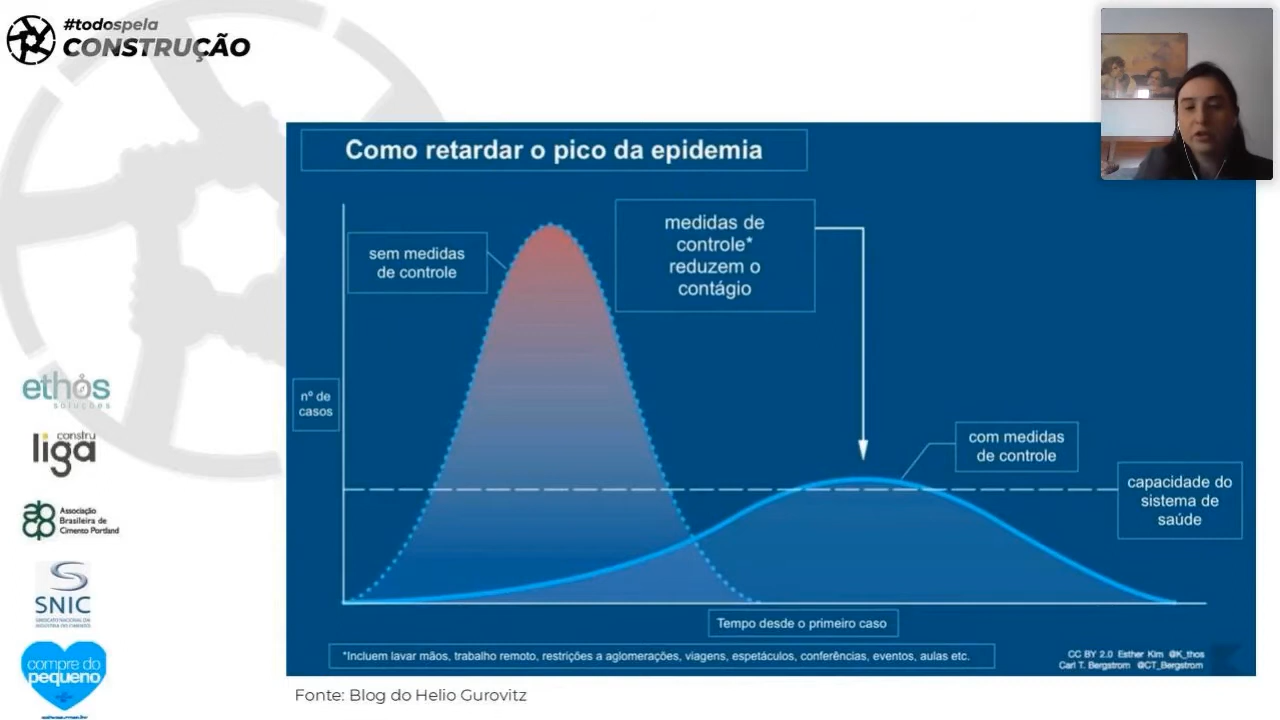 #todospela
CONSTRUÇÃO
Como retardar o pico da epidemia
sem medidas
de controle
medidas de
controle*
reduzem o
contágio
nº de
casos
com medidas
de controle
capacidade do
sistema de
saúde
Tempo desde o primeiro caso
*Incluem lavar mãos, trabalho remoto, restrições a aglomerações, viagens, espetáculos, conferências, eventos, aulas etc.
CC BY 2.0 Esther Kim @K_thos
Carl T. Bergstrom @CT_Bergstrom
Fonte: Blog do Helio Gurovitz
ethos
soluções
constru
liga
abcp
Associação
Brasileira de
Cimento Portland
SNIC
SINDICATO NACIONAL DA
INDÚSTRIA DO CIMENTO
compre do
pequeno